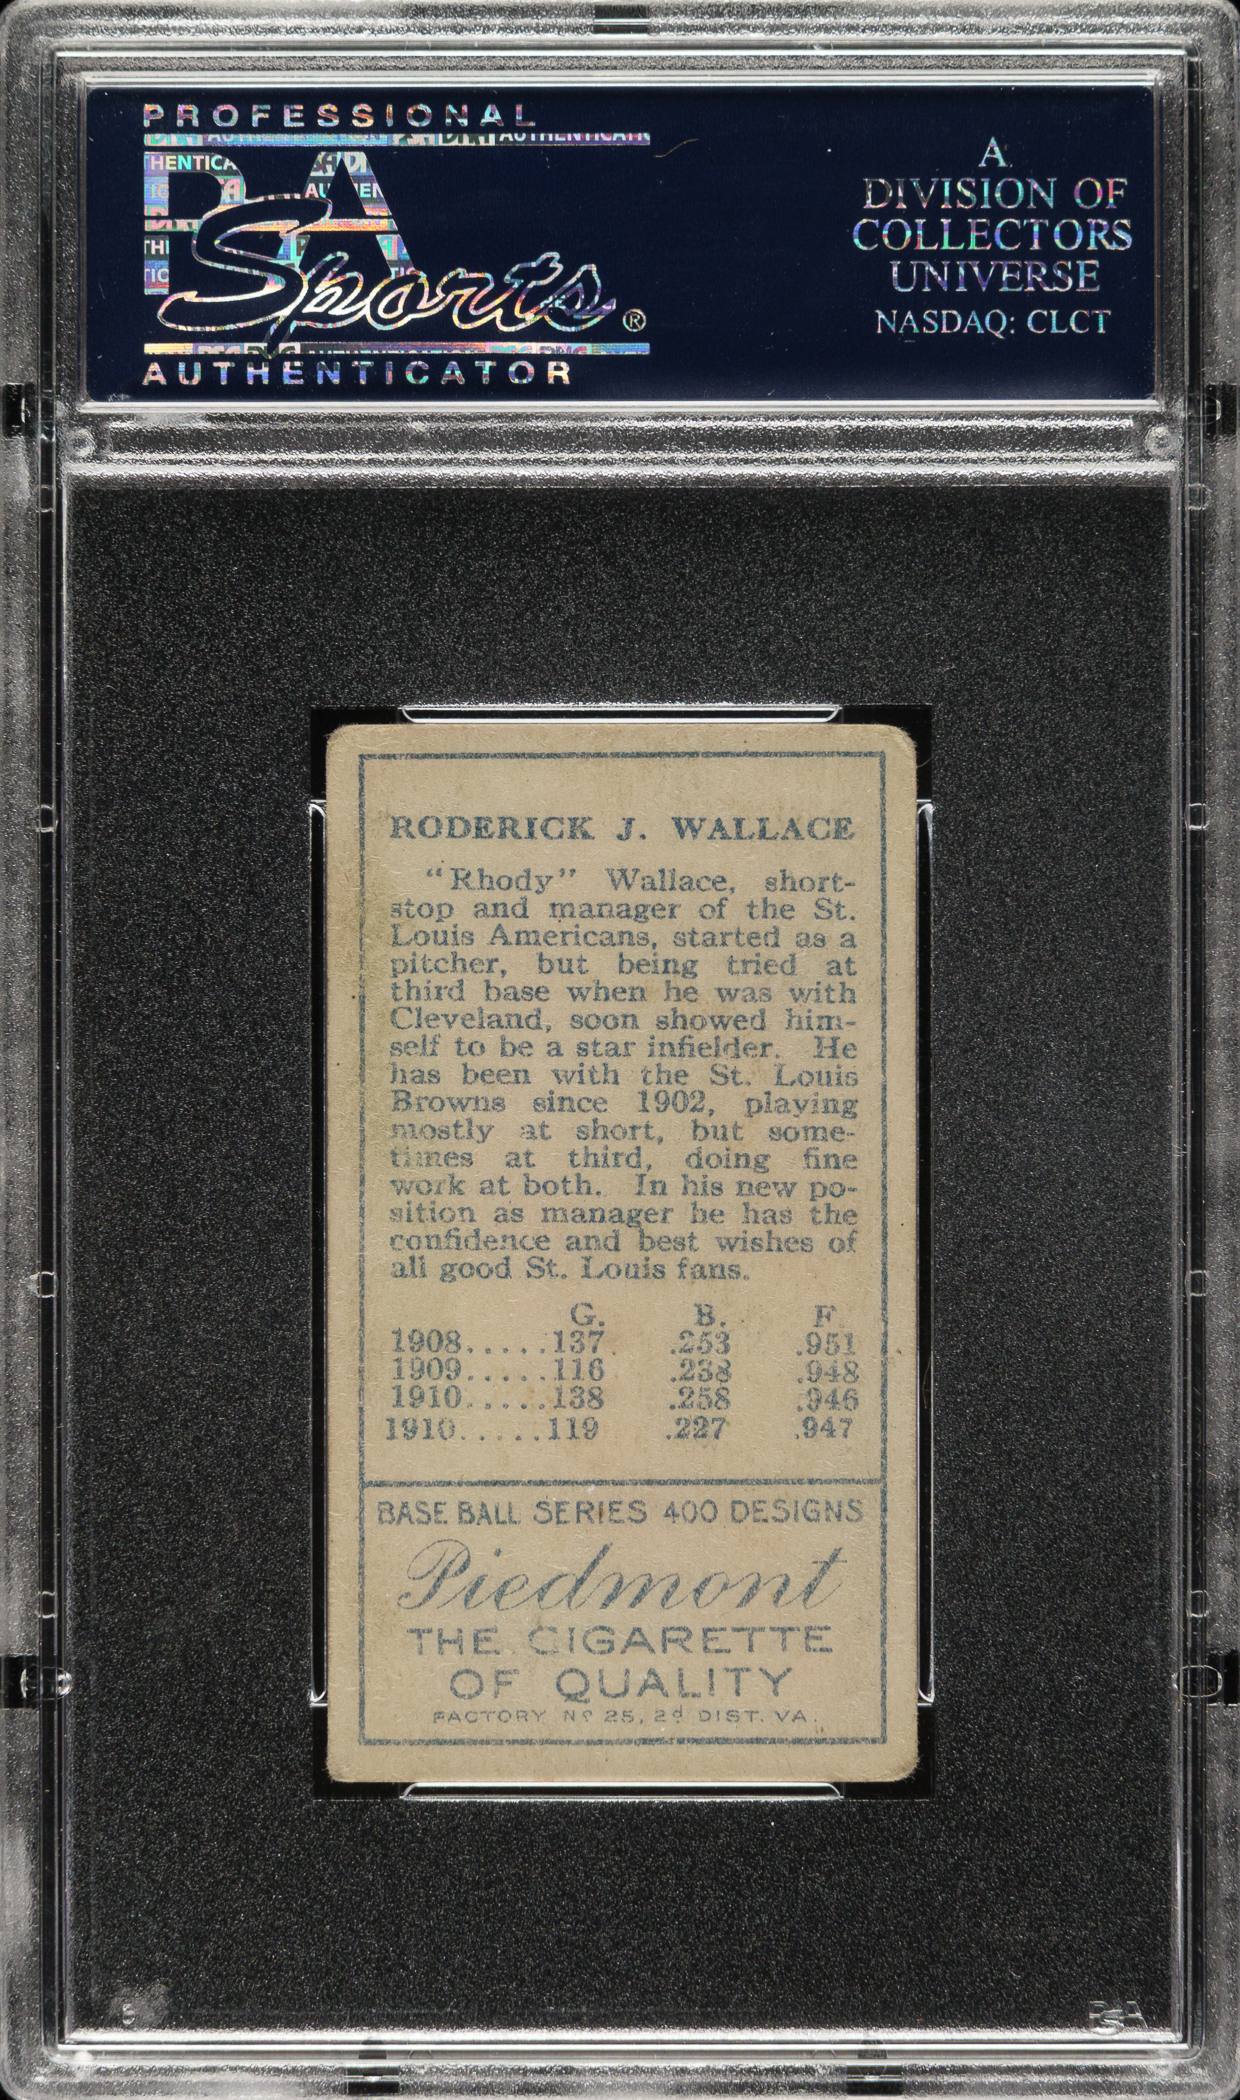 PROFESSIONAL
PSA
Sports®
AUTHENTICATOR
A
DIVISION OF
COLLECTORS
UNIVERSE
NASDAQ: CLCT
RODERICK J. WALLACE
“Rhody” Wallace, short-
stop and manager of the St.
Louis Americans, started as a
pitcher, but being tried at
third base when he was with
Cleveland, soon showed him-
self to be a star infielder. He
has been with the St. Louis
Browns since 1902, playing
mostly at short, but some-
times at third, doing fine
work at both. In his new po-
sition as manager he has the
confidence and best wishes of
all good St. Louis fans.
G. B. F.
1908.....137 .253 .951
1909.....116 .238 .948
1910.....138 .258 .946
1910.....119 .227 .947
BASE BALL SERIES 400 DESIGNS
Piedmont
THE CIGARETTE
OF QUALITY
FACTORY Nº 25, 2d DIST. VA.
PSA